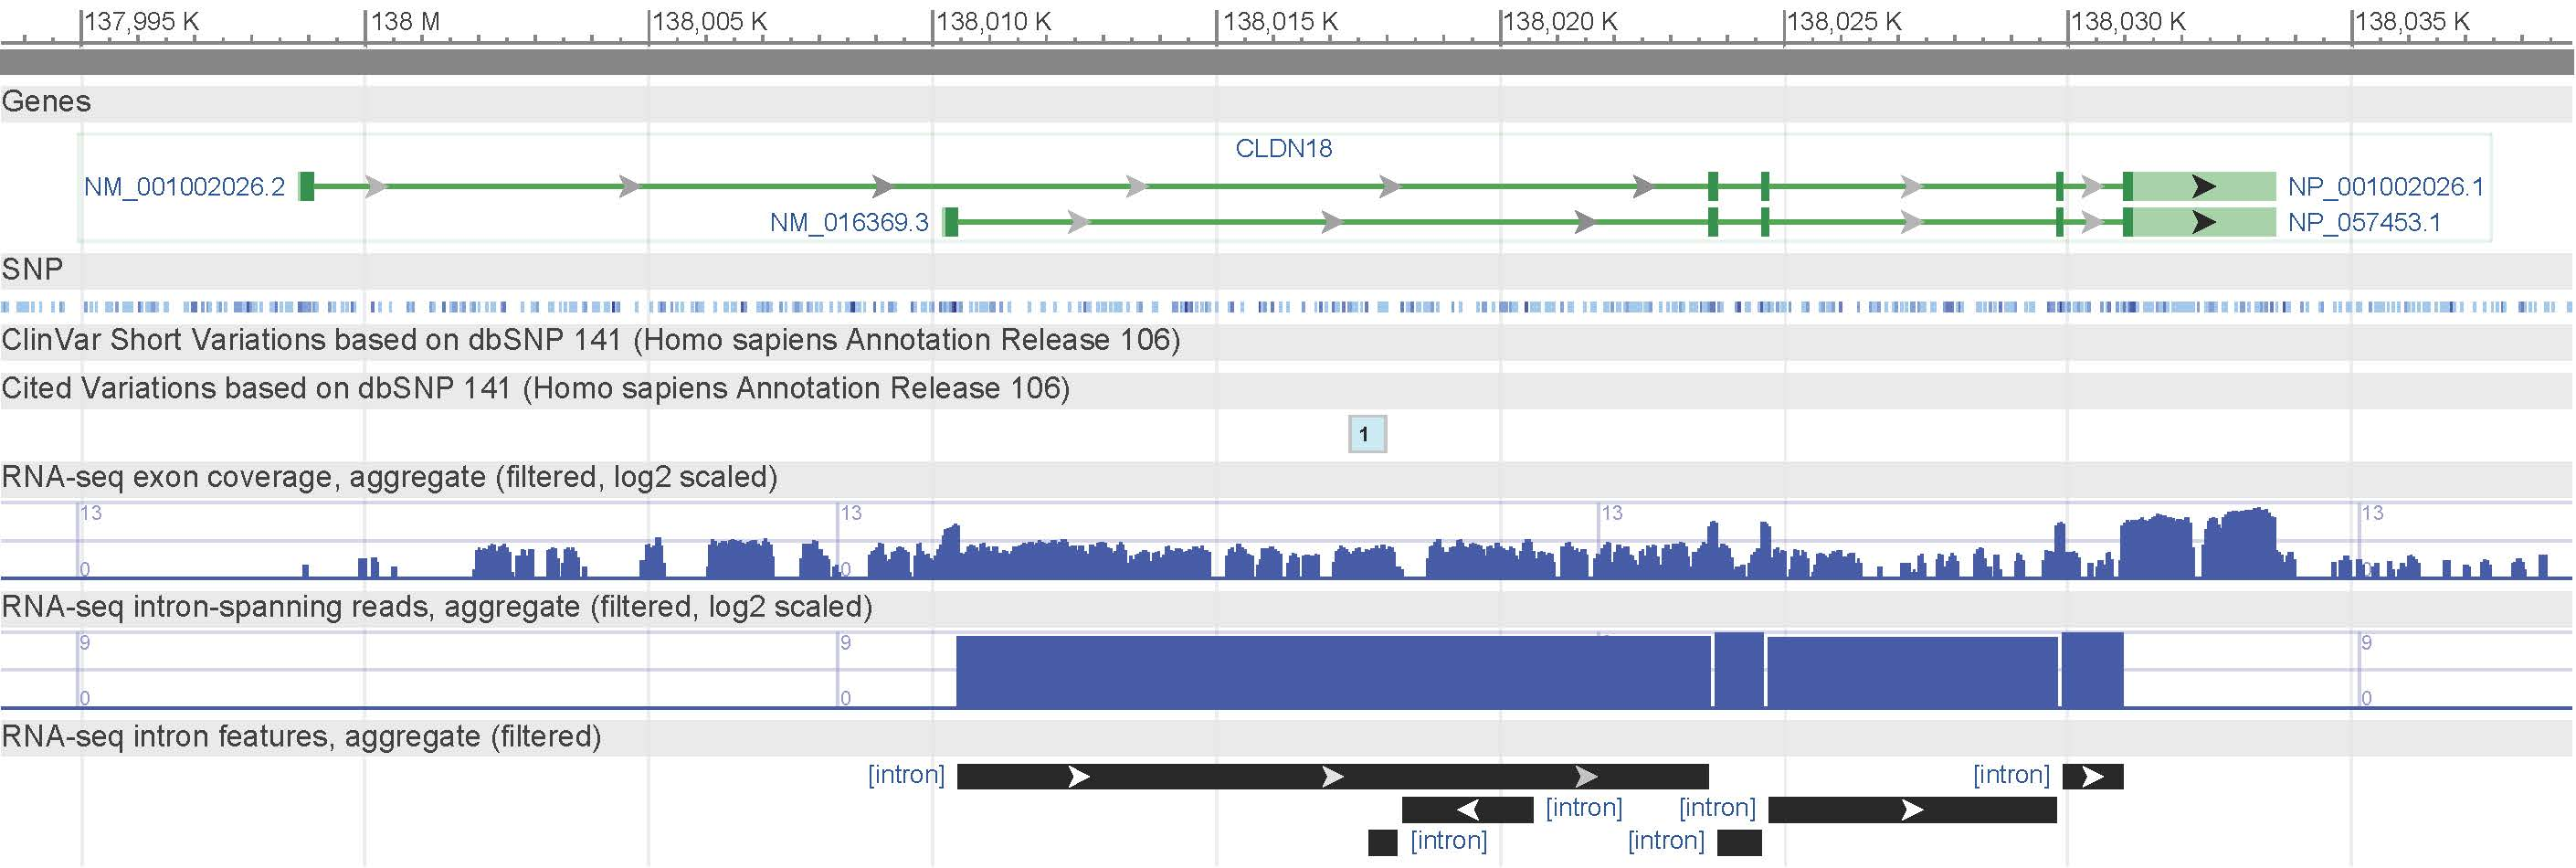 137,995 K 138 M 138,005 K 138,010 K 138,015 K 138,020 K 138,025 K 138,030 K 138,035 K
Genes
CLDN18
NM_001002026.2 NP_001002026.1
NM_016369.3 NP_057453.1
SNP
ClinVar Short Variations based on dbSNP 141 (Homo sapiens Annotation Release 106)
Cited Variations based on dbSNP 141 (Homo sapiens Annotation Release 106)
1
RNA-seq exon coverage, aggregate (filtered, log2 scaled)
13 13 13 13
0 0 0
RNA-seq intron-spanning reads, aggregate (filtered, log2 scaled)
9 9 9
0 0 0
RNA-seq intron features, aggregate (filtered)
[intron] [intron]
[intron] [intron]
[intron] [intron]